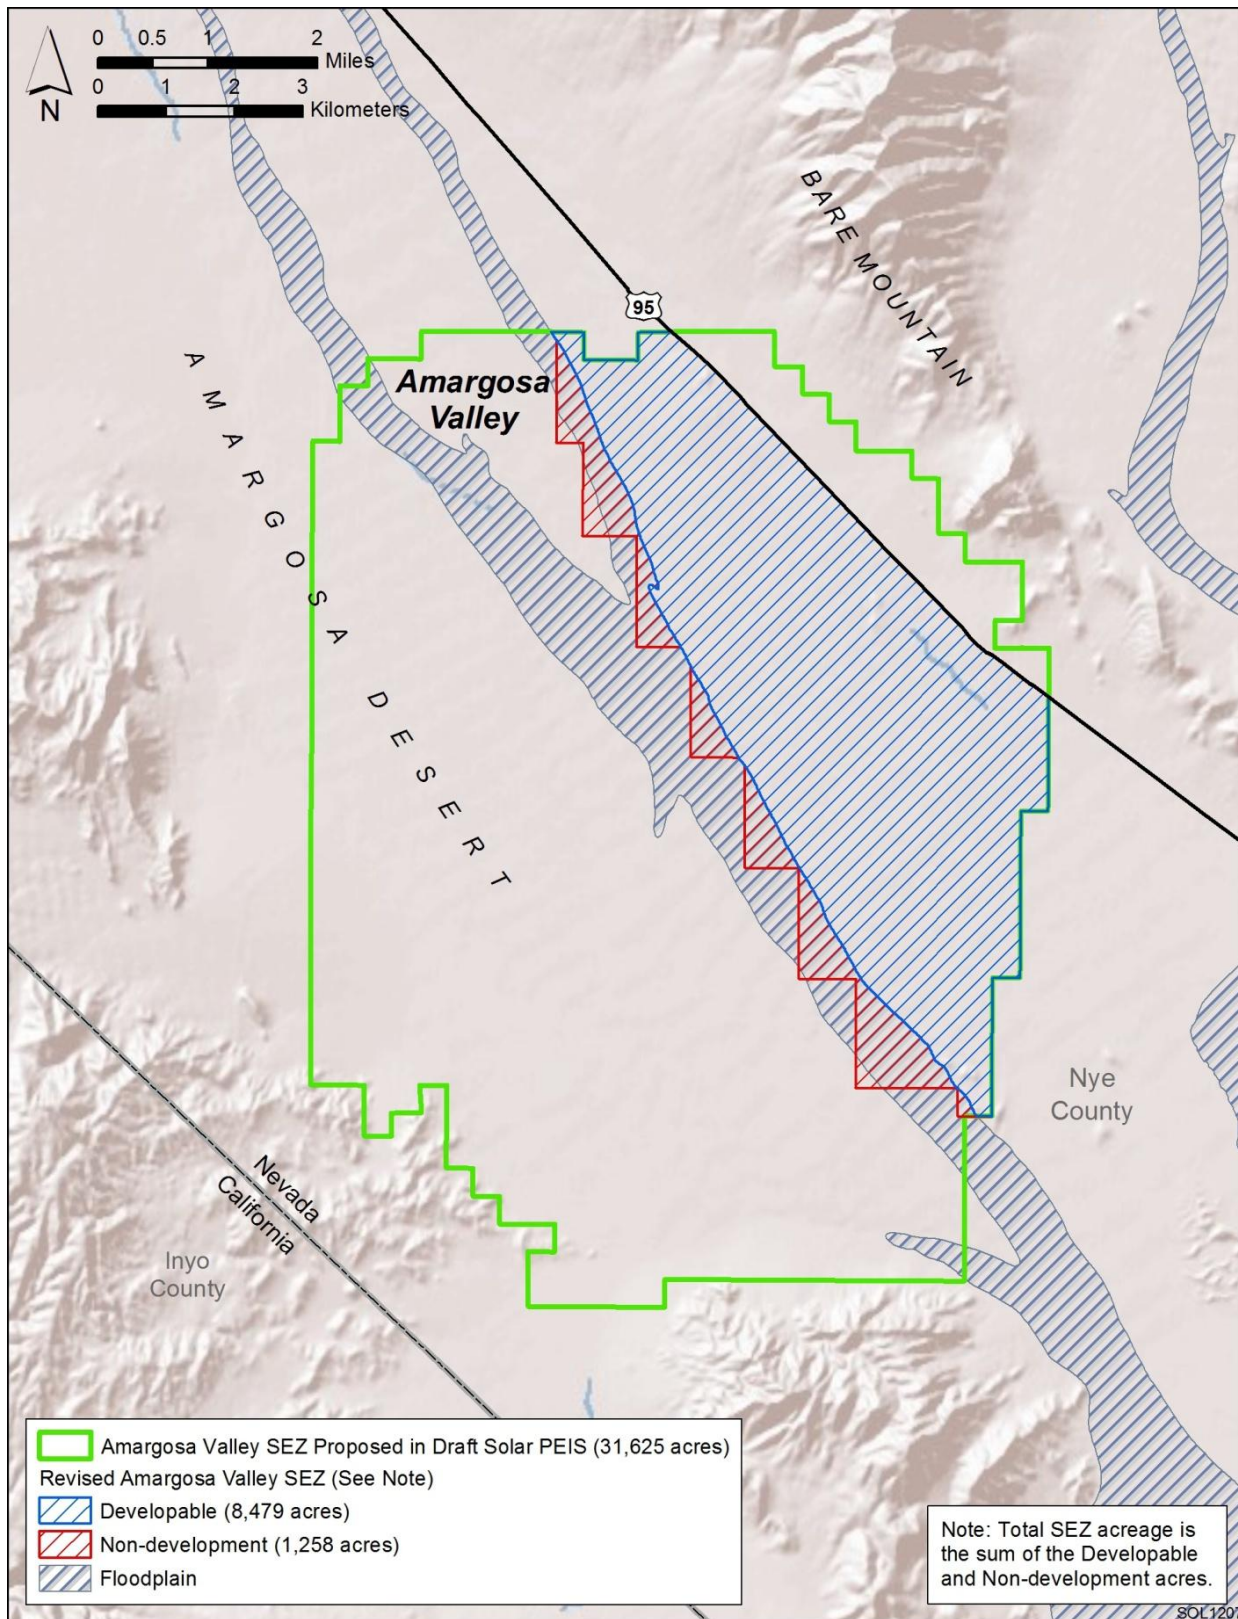 0 0.5 1 2
Miles
0 1 2 3
Kilometers
N
95
BARE MOUNTAIN
Amargosa
Valley
AMARGOSA DESERT
Nye
County
Nevada
California
Inyo
County
Amargosa Valley SEZ Proposed in Draft Solar PEIS (31,625 acres)
Revised Amargosa Valley SEZ (See Note)
Developable (8,479 acres)
Non-development (1,258 acres)
Floodplain
Note: Total SEZ acreage is
the sum of the Developable
and Non-development acres.